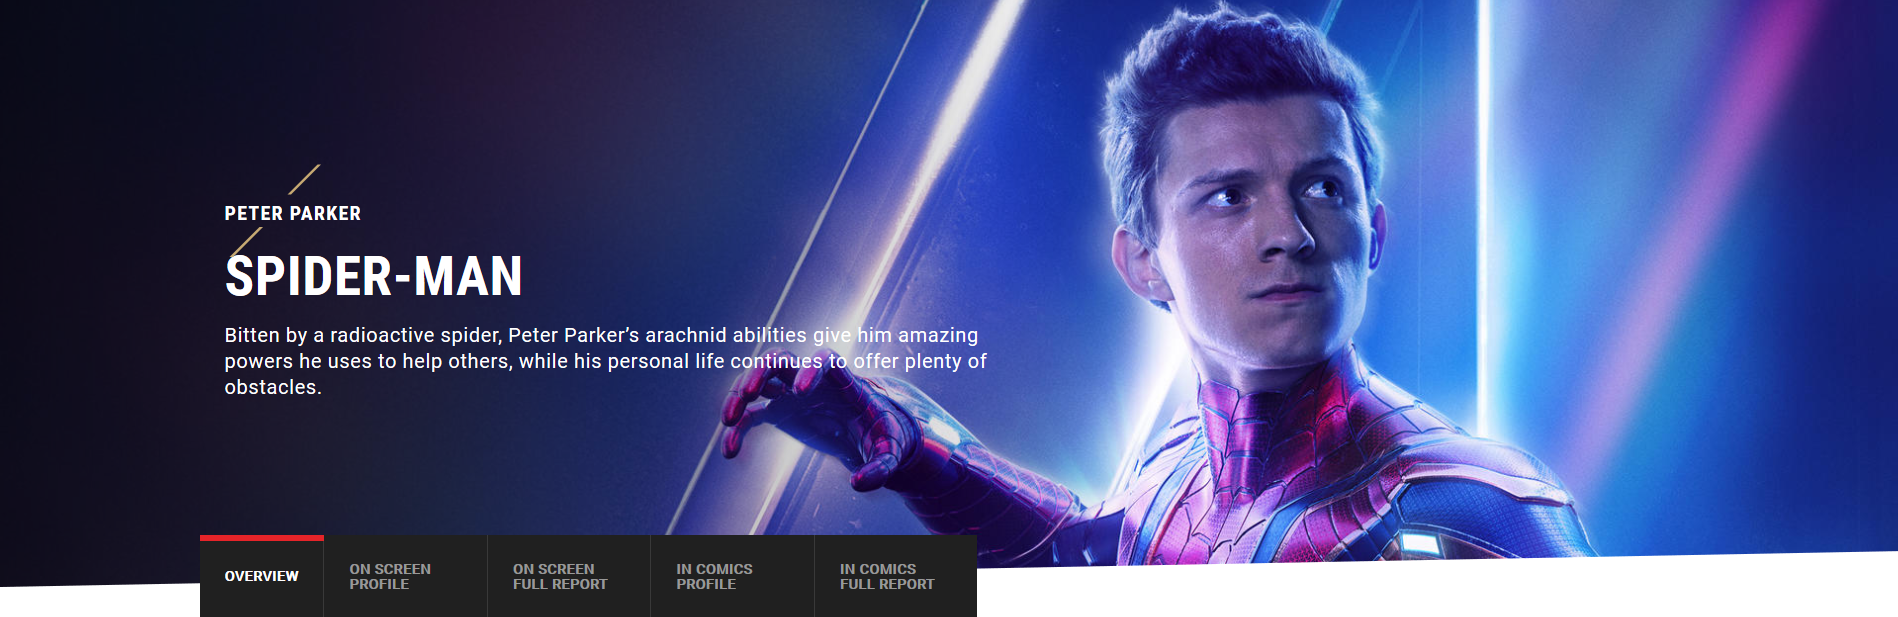 PETER PARKER
SPIDER-MAN
Bitten by a radioactive spider, Peter Parker’s arachnid abilities give him amazing
powers he uses to help others, while his personal life continues to offer plenty of
obstacles.
OVERVIEW
ON SCREEN
PROFILE
ON SCREEN
FULL REPORT
IN COMICS
PROFILE
IN COMICS
FULL REPORT